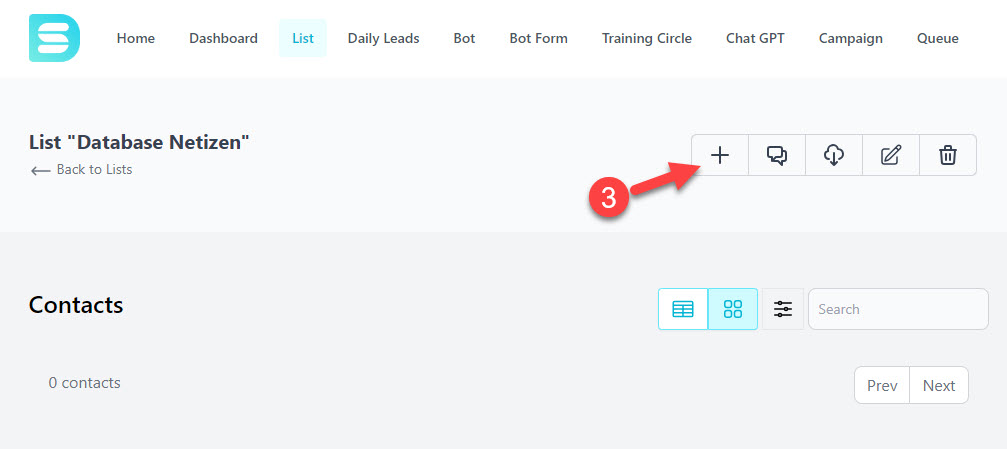 Home Dashboard List Daily Leads Bot Bot Form Training Circle Chat GPT Campaign Queue
List "Database Netizen"
Back to Lists
3
Contacts
Search
0 contacts
Prev Next